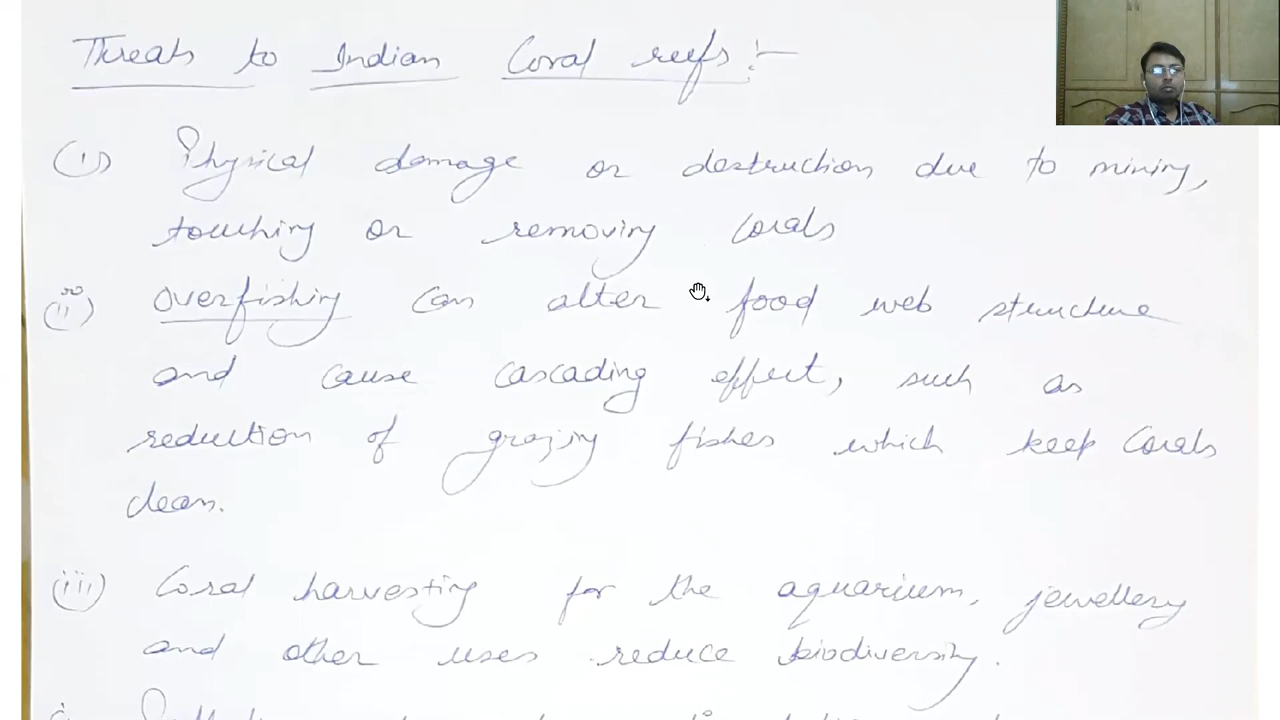 Threats to Indian Coral reefs:-
(i) Physical damage or destruction due to mining,
touching or removing corals
(ii) overfishing can alter food web structure
and cause cascading effect, such as
reduction of grazing fishes which keep Corals
clean.
(iii) Coral harvesting for the aquarium, jewellery
and other uses reduce biodiversity.